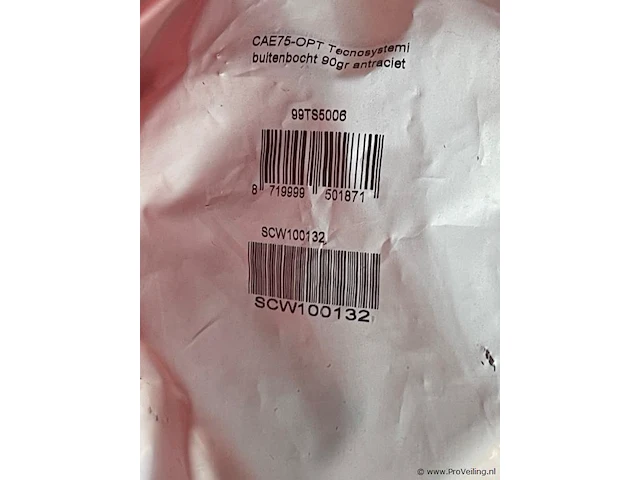 CAE75-OPT Tecnosystemi
buitenbocht 90gr antraciet
99TS5006
8 719999 501871
SCW100132
SCW100132
© www.ProVeiling.nl